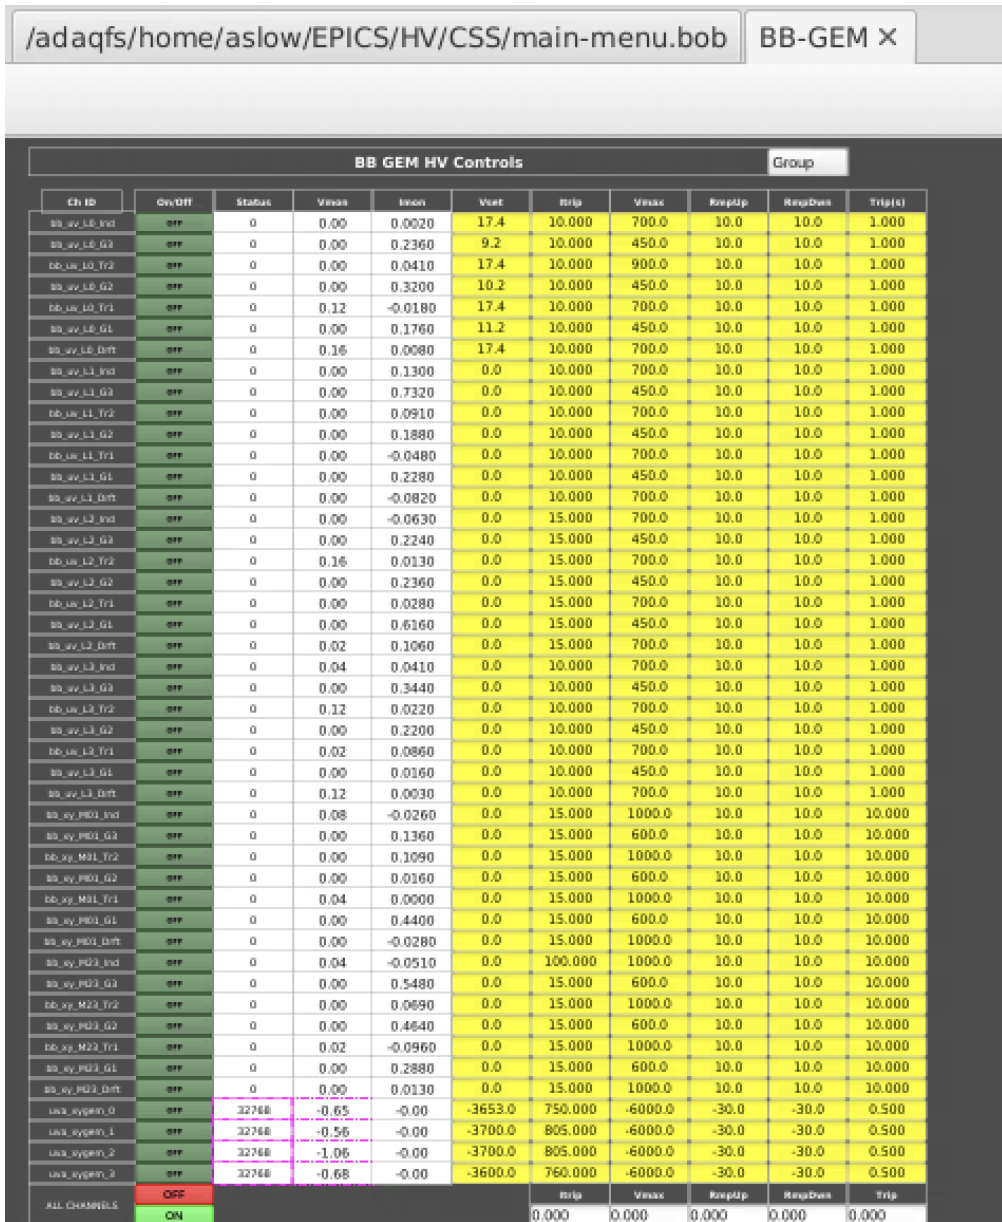 /adaqfs/home/aslow/EPICS/HV/CSS/main-menu.bob BB-GEM ×
BB GEM HV Controls Group
Ch ID On/Off Status Vmon Imon Vset Itrip Vmax RmpUp RmpDwn Trip(s)
bb_uv_L0_Ind OFF 0 0.00 0.0020 17.4 10.000 700.0 10.0 10.0 1.000
bb_uv_L0_G3 OFF 0 0.00 0.2360 9.2 10.000 450.0 10.0 10.0 1.000
bb_uv_L0_Tr2 OFF 0 0.00 0.0410 17.4 10.000 900.0 10.0 10.0 1.000
bb_uv_L0_G2 OFF 0 0.00 0.3200 10.2 10.000 450.0 10.0 10.0 1.000
bb_uv_L0_Tr1 OFF 0 0.12 -0.0180 17.4 10.000 700.0 10.0 10.0 1.000
bb_uv_L0_G1 OFF 0 0.00 0.1760 11.2 10.000 450.0 10.0 10.0 1.000
bb_uv_L0_Drft OFF 0 0.16 0.0080 17.4 10.000 700.0 10.0 10.0 1.000
bb_uv_L1_Ind OFF 0 0.00 0.1300 0.0 10.000 700.0 10.0 10.0 1.000
bb_uv_L1_G3 OFF 0 0.00 0.7320 0.0 10.000 450.0 10.0 10.0 1.000
bb_uv_L1_Tr2 OFF 0 0.00 0.0910 0.0 10.000 700.0 10.0 10.0 1.000
bb_uv_L1_G2 OFF 0 0.00 0.1880 0.0 10.000 450.0 10.0 10.0 1.000
bb_uv_L1_Tr1 OFF 0 0.00 -0.0480 0.0 10.000 700.0 10.0 10.0 1.000
bb_uv_L1_G1 OFF 0 0.00 0.2280 0.0 10.000 450.0 10.0 10.0 1.000
bb_uv_L1_Drft OFF 0 0.00 -0.0820 0.0 10.000 700.0 10.0 10.0 1.000
bb_uv_L2_Ind OFF 0 0.00 -0.0630 0.0 15.000 700.0 10.0 10.0 1.000
bb_uv_L2_G3 OFF 0 0.00 0.2240 0.0 15.000 450.0 10.0 10.0 1.000
bb_uv_L2_Tr2 OFF 0 0.16 0.0130 0.0 15.000 700.0 10.0 10.0 1.000
bb_uv_L2_G2 OFF 0 0.00 0.2360 0.0 15.000 450.0 10.0 10.0 1.000
bb_uv_L2_Tr1 OFF 0 0.00 0.0280 0.0 15.000 700.0 10.0 10.0 1.000
bb_uv_L2_G1 OFF 0 0.00 0.6160 0.0 15.000 450.0 10.0 10.0 1.000
bb_uv_L2_Drft OFF 0 0.02 0.1060 0.0 15.000 700.0 10.0 10.0 1.000
bb_uv_L3_Ind OFF 0 0.04 0.0410 0.0 10.000 700.0 10.0 10.0 1.000
bb_uv_L3_G3 OFF 0 0.00 0.3440 0.0 10.000 450.0 10.0 10.0 1.000
bb_uv_L3_Tr2 OFF 0 0.12 0.0220 0.0 10.000 700.0 10.0 10.0 1.000
bb_uv_L3_G2 OFF 0 0.00 0.2200 0.0 10.000 450.0 10.0 10.0 1.000
bb_uv_L3_Tr1 OFF 0 0.02 0.0860 0.0 10.000 700.0 10.0 10.0 1.000
bb_uv_L3_G1 OFF 0 0.00 0.0160 0.0 10.000 450.0 10.0 10.0 1.000
bb_uv_L3_Drft OFF 0 0.12 0.0030 0.0 10.000 700.0 10.0 10.0 1.000
bb_xy_M01_Ind OFF 0 0.08 -0.0260 0.0 15.000 1000.0 10.0 10.0 10.000
bb_xy_M01_G3 OFF 0 0.00 0.1360 0.0 15.000 600.0 10.0 10.0 10.000
bb_xy_M01_Tr2 OFF 0 0.00 0.1090 0.0 15.000 1000.0 10.0 10.0 10.000
bb_xy_M01_G2 OFF 0 0.00 0.0160 0.0 15.000 600.0 10.0 10.0 10.000
bb_xy_M01_Tr1 OFF 0 0.04 0.0000 0.0 15.000 1000.0 10.0 10.0 10.000
bb_xy_M01_G1 OFF 0 0.00 0.4400 0.0 15.000 600.0 10.0 10.0 10.000
bb_xy_M01_Drft OFF 0 0.00 -0.0280 0.0 15.000 1000.0 10.0 10.0 10.000
bb_xy_M23_Ind OFF 0 0.04 -0.0510 0.0 100.000 1000.0 10.0 10.0 10.000
bb_xy_M23_G3 OFF 0 0.00 0.5480 0.0 15.000 600.0 10.0 10.0 10.000
bb_xy_M23_Tr2 OFF 0 0.00 0.0690 0.0 15.000 1000.0 10.0 10.0 10.000
bb_xy_M23_G2 OFF 0 0.00 0.4640 0.0 15.000 600.0 10.0 10.0 10.000
bb_xy_M23_Tr1 OFF 0 0.02 -0.0960 0.0 15.000 1000.0 10.0 10.0 10.000
bb_xy_M23_G1 OFF 0 0.00 0.2880 0.0 15.000 600.0 10.0 10.0 10.000
bb_xy_M23_Drft OFF 0 0.00 0.0130 0.0 15.000 1000.0 10.0 10.0 10.000
uva_xygem_0 OFF 32768 -0.65 -0.00 -3653.0 750.000 -6000.0 -30.0 -30.0 0.500
uva_xygem_1 OFF 32768 -0.56 -0.00 -3700.0 805.000 -6000.0 -30.0 -30.0 0.500
uva_xygem_2 OFF 32768 -1.06 -0.00 -3700.0 805.000 -6000.0 -30.0 -30.0 0.500
uva_xygem_3 OFF 32768 -0.68 -0.00 -3600.0 760.000 -6000.0 -30.0 -30.0 0.500
ALL CHANNELS OFF Itrip Vmax RmpUp RmpDwn Trip
ON 0.000 0.000 0.000 0.000 0.000